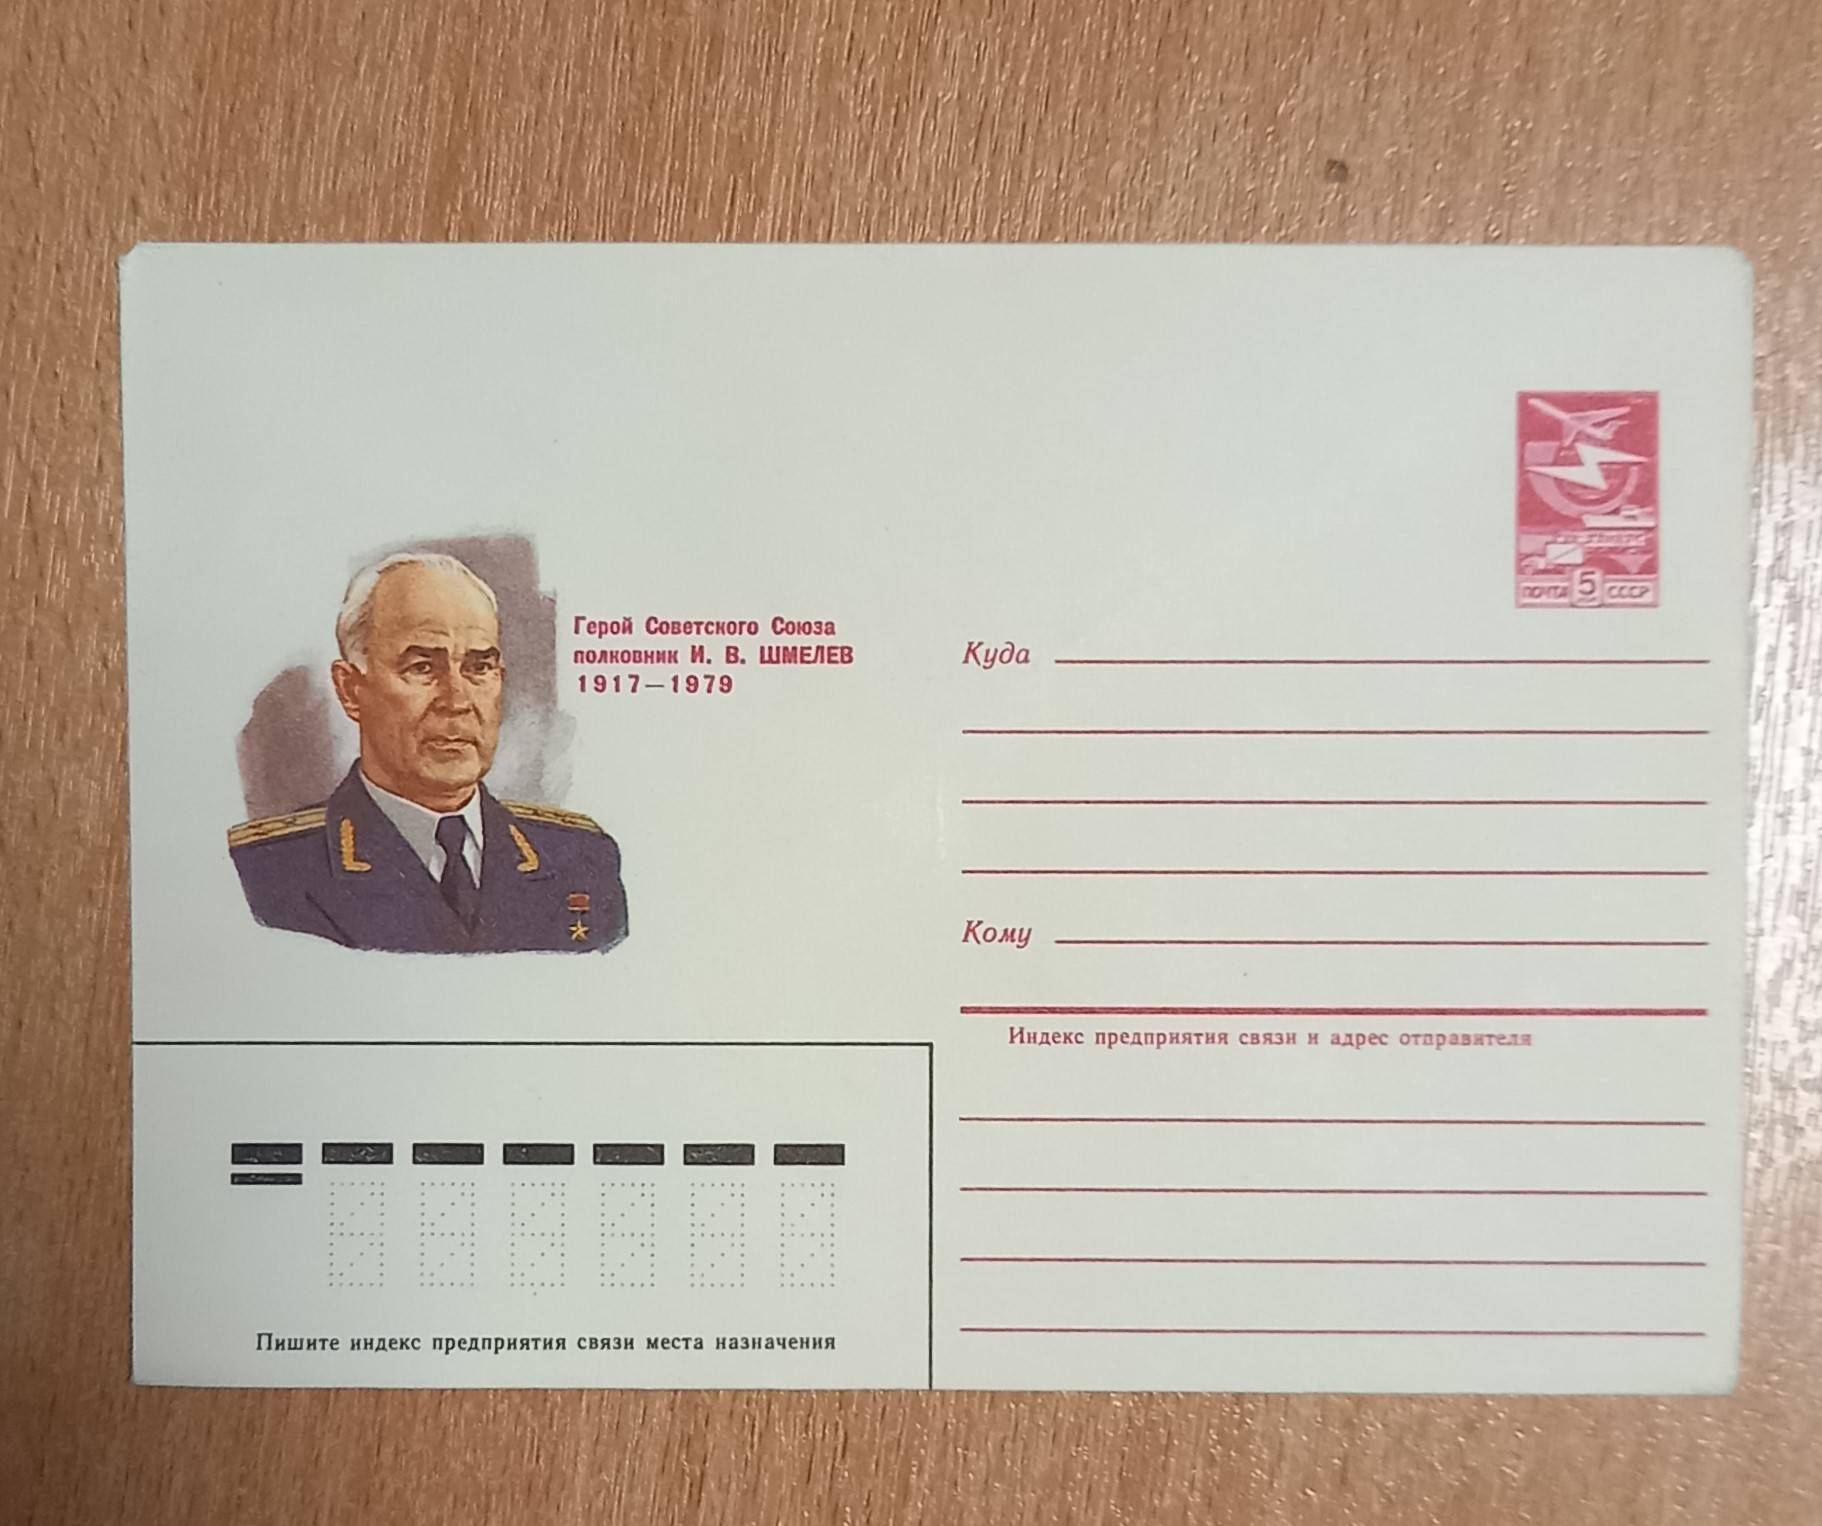 Герой Советского Союза
полковник И. В. ШМЕЛЕВ
1917—1979
ПОЧТА 5 СССР
Куда
Кому
Индекс предприятия связи и адрес отправителя
Пишите индекс предприятия связи места назначения